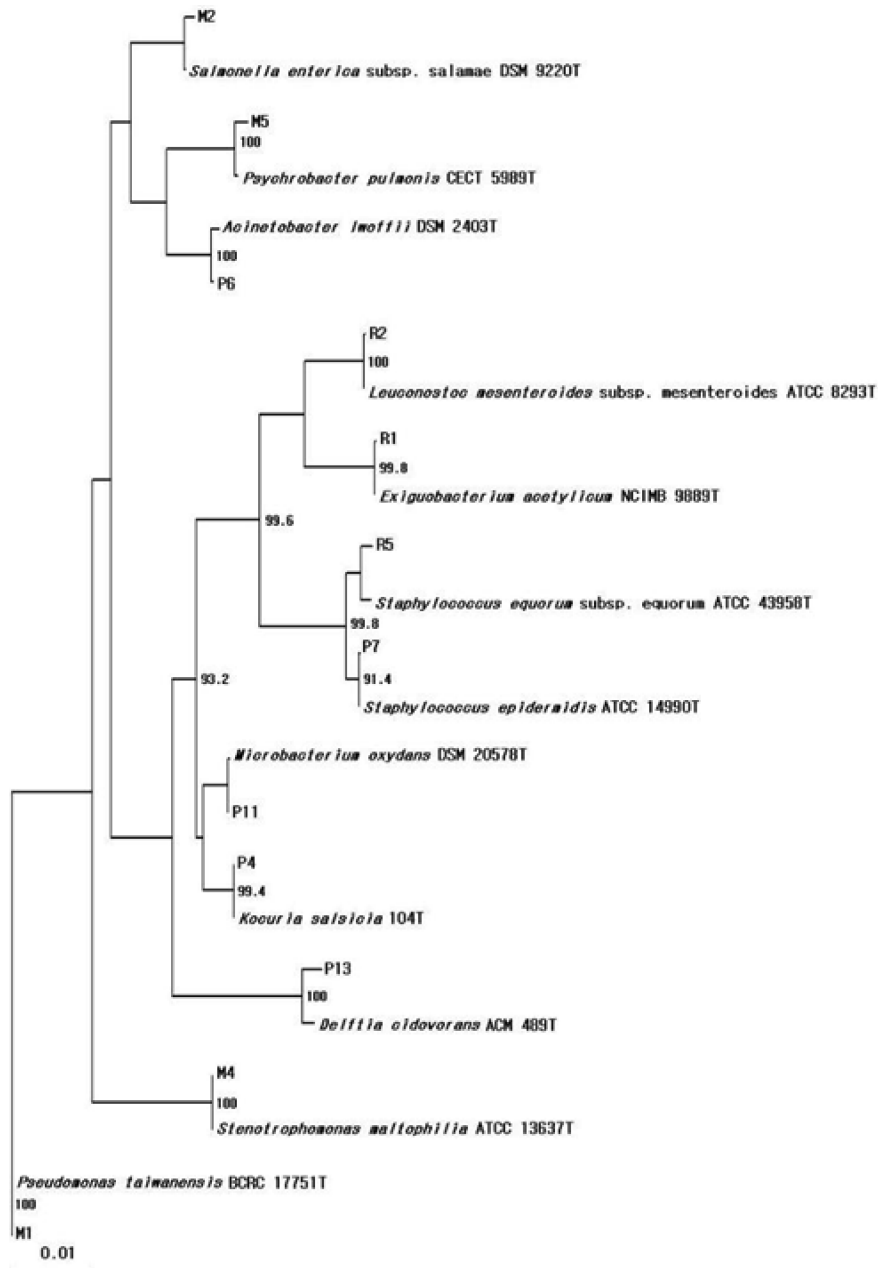 M2
Salmonella enterica subsp. salamae DSM 9220T
M5
100
Psychrobacter pulmonis CECT 5989T
Acinetobacter lwoffii DSM 2403T
100
P6
R2
100
Leuconostoc mesenteroides subsp. mesenteroides ATCC 8293T
R1
99.8
Exiguobacterium acetylicum NCIMB 9889T
99.6
R5
Staphylococcus equorum subsp. equorum ATCC 43958T
99.8
P7
93.2
91.4
Staphylococcus epidermidis ATCC 14990T
Microbacterium oxydans DSM 20578T
P11
P4
99.4
Kocuria salsicia 104T
P13
100
Delftia cidovorans ACM 489T
M4
100
Stenotrophomonas maltophilia ATCC 13637T
Pseudomonas taiwanensis BCRC 17751T
100
M1
0.01